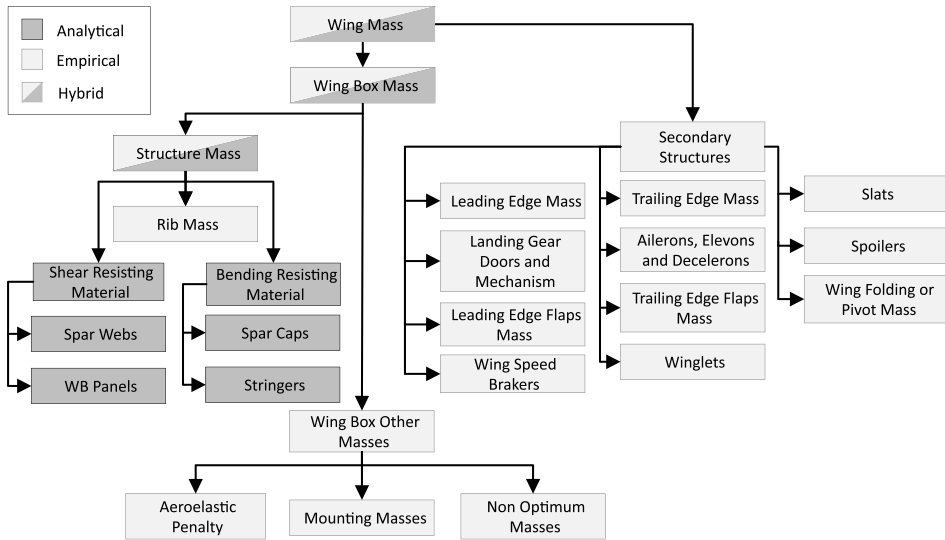 Analytical
Empirical
Hybrid
Wing Mass
Wing Box Mass
Structure Mass
Rib Mass
Shear Resisting
Material
Bending Resisting
Material
Spar Webs
Spar Caps
WB Panels
Stringers
Secondary
Structures
Leading Edge Mass
Landing Gear
Doors and
Mechanism
Leading Edge Flaps
Mass
Wing Speed
Brakers
Trailing Edge Mass
Ailerons, Elevons
and Decelerons
Trailing Edge Flaps
Mass
Winglets
Slats
Spoilers
Wing Folding or
Pivot Mass
Wing Box Other
Masses
Aeroelastic
Penalty
Mounting Masses
Non Optimum
Masses